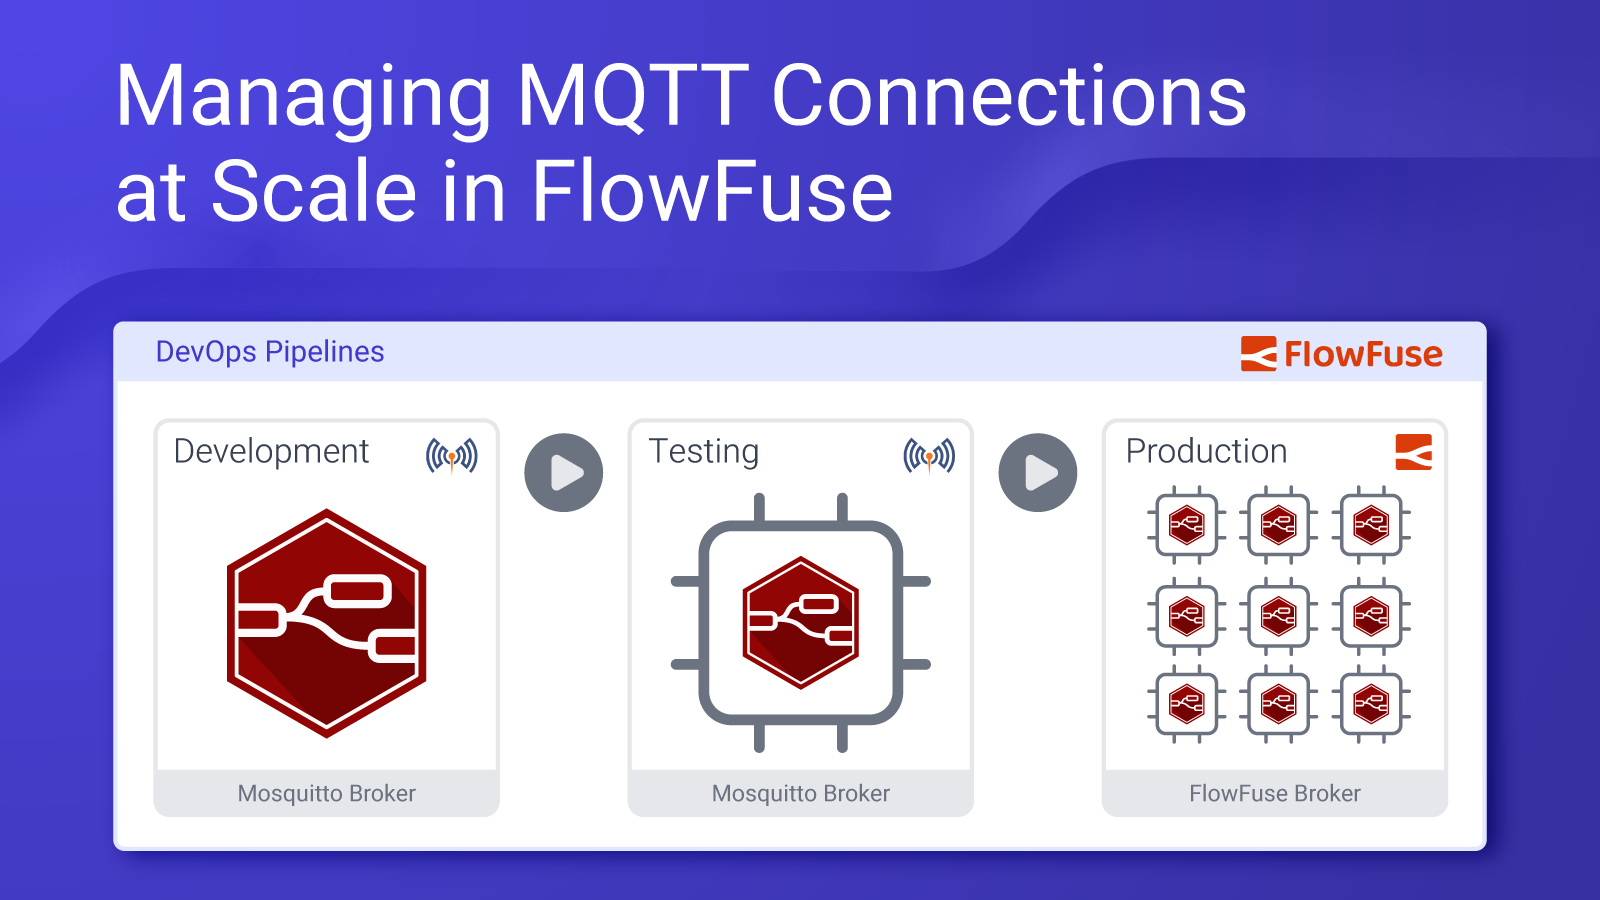 Managing MQTT Connections
at Scale in FlowFuse
DevOps Pipelines
FlowFuse
Development
Testing
Production
Mosquitto Broker
Mosquitto Broker
FlowFuse Broker